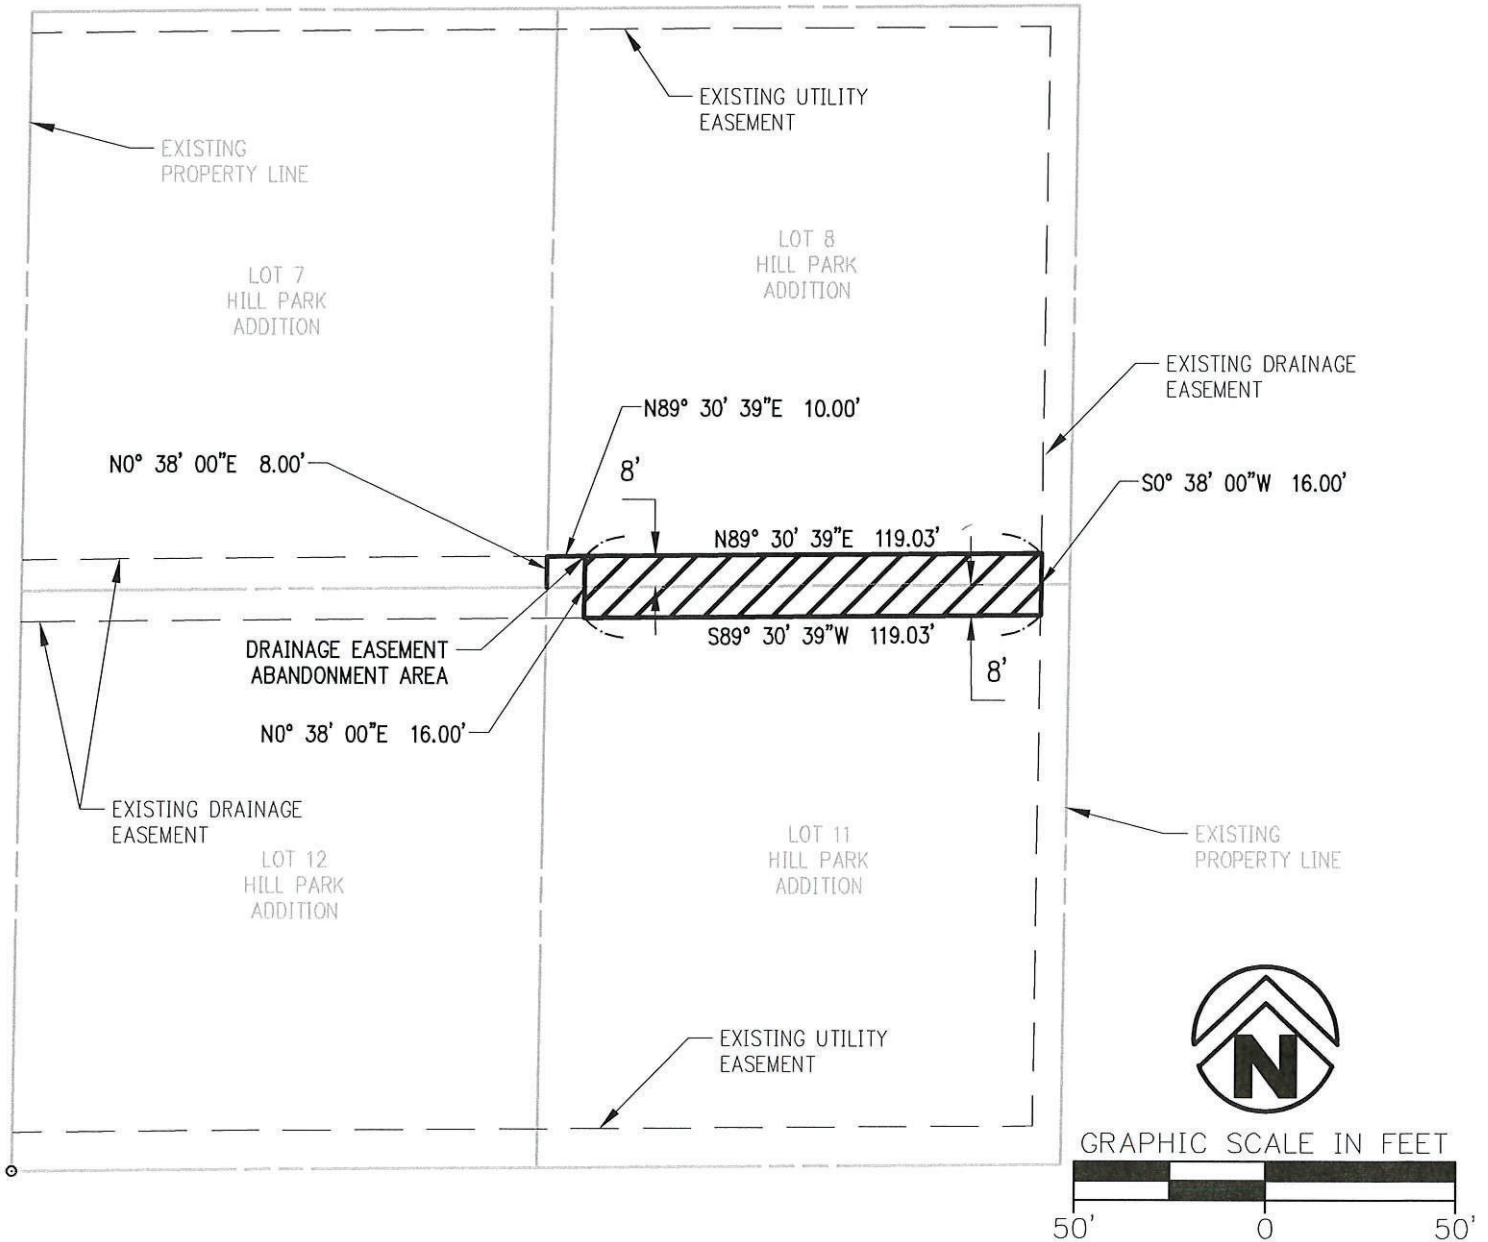 EXISTING UTILITY
EASEMENT
EXISTING
PROPERTY LINE
LOT 8
HILL PARK
ADDITION
LOT 7
HILL PARK
ADDITION
EXISTING DRAINAGE
EASEMENT
N89° 30' 39"E 10.00'
N0° 38' 00"E 8.00'
8'
S0° 38' 00"W 16.00'
N89° 30' 39"E 119.03'
S89° 30' 39"W 119.03'
DRAINAGE EASEMENT
ABANDONMENT AREA
8'
N0° 38' 00"E 16.00'
EXISTING DRAINAGE
EASEMENT
LOT 12
HILL PARK
ADDITION
LOT 11
HILL PARK
ADDITION
EXISTING
PROPERTY LINE
EXISTING UTILITY
EASEMENT
N
GRAPHIC SCALE IN FEET
50' 0 50'